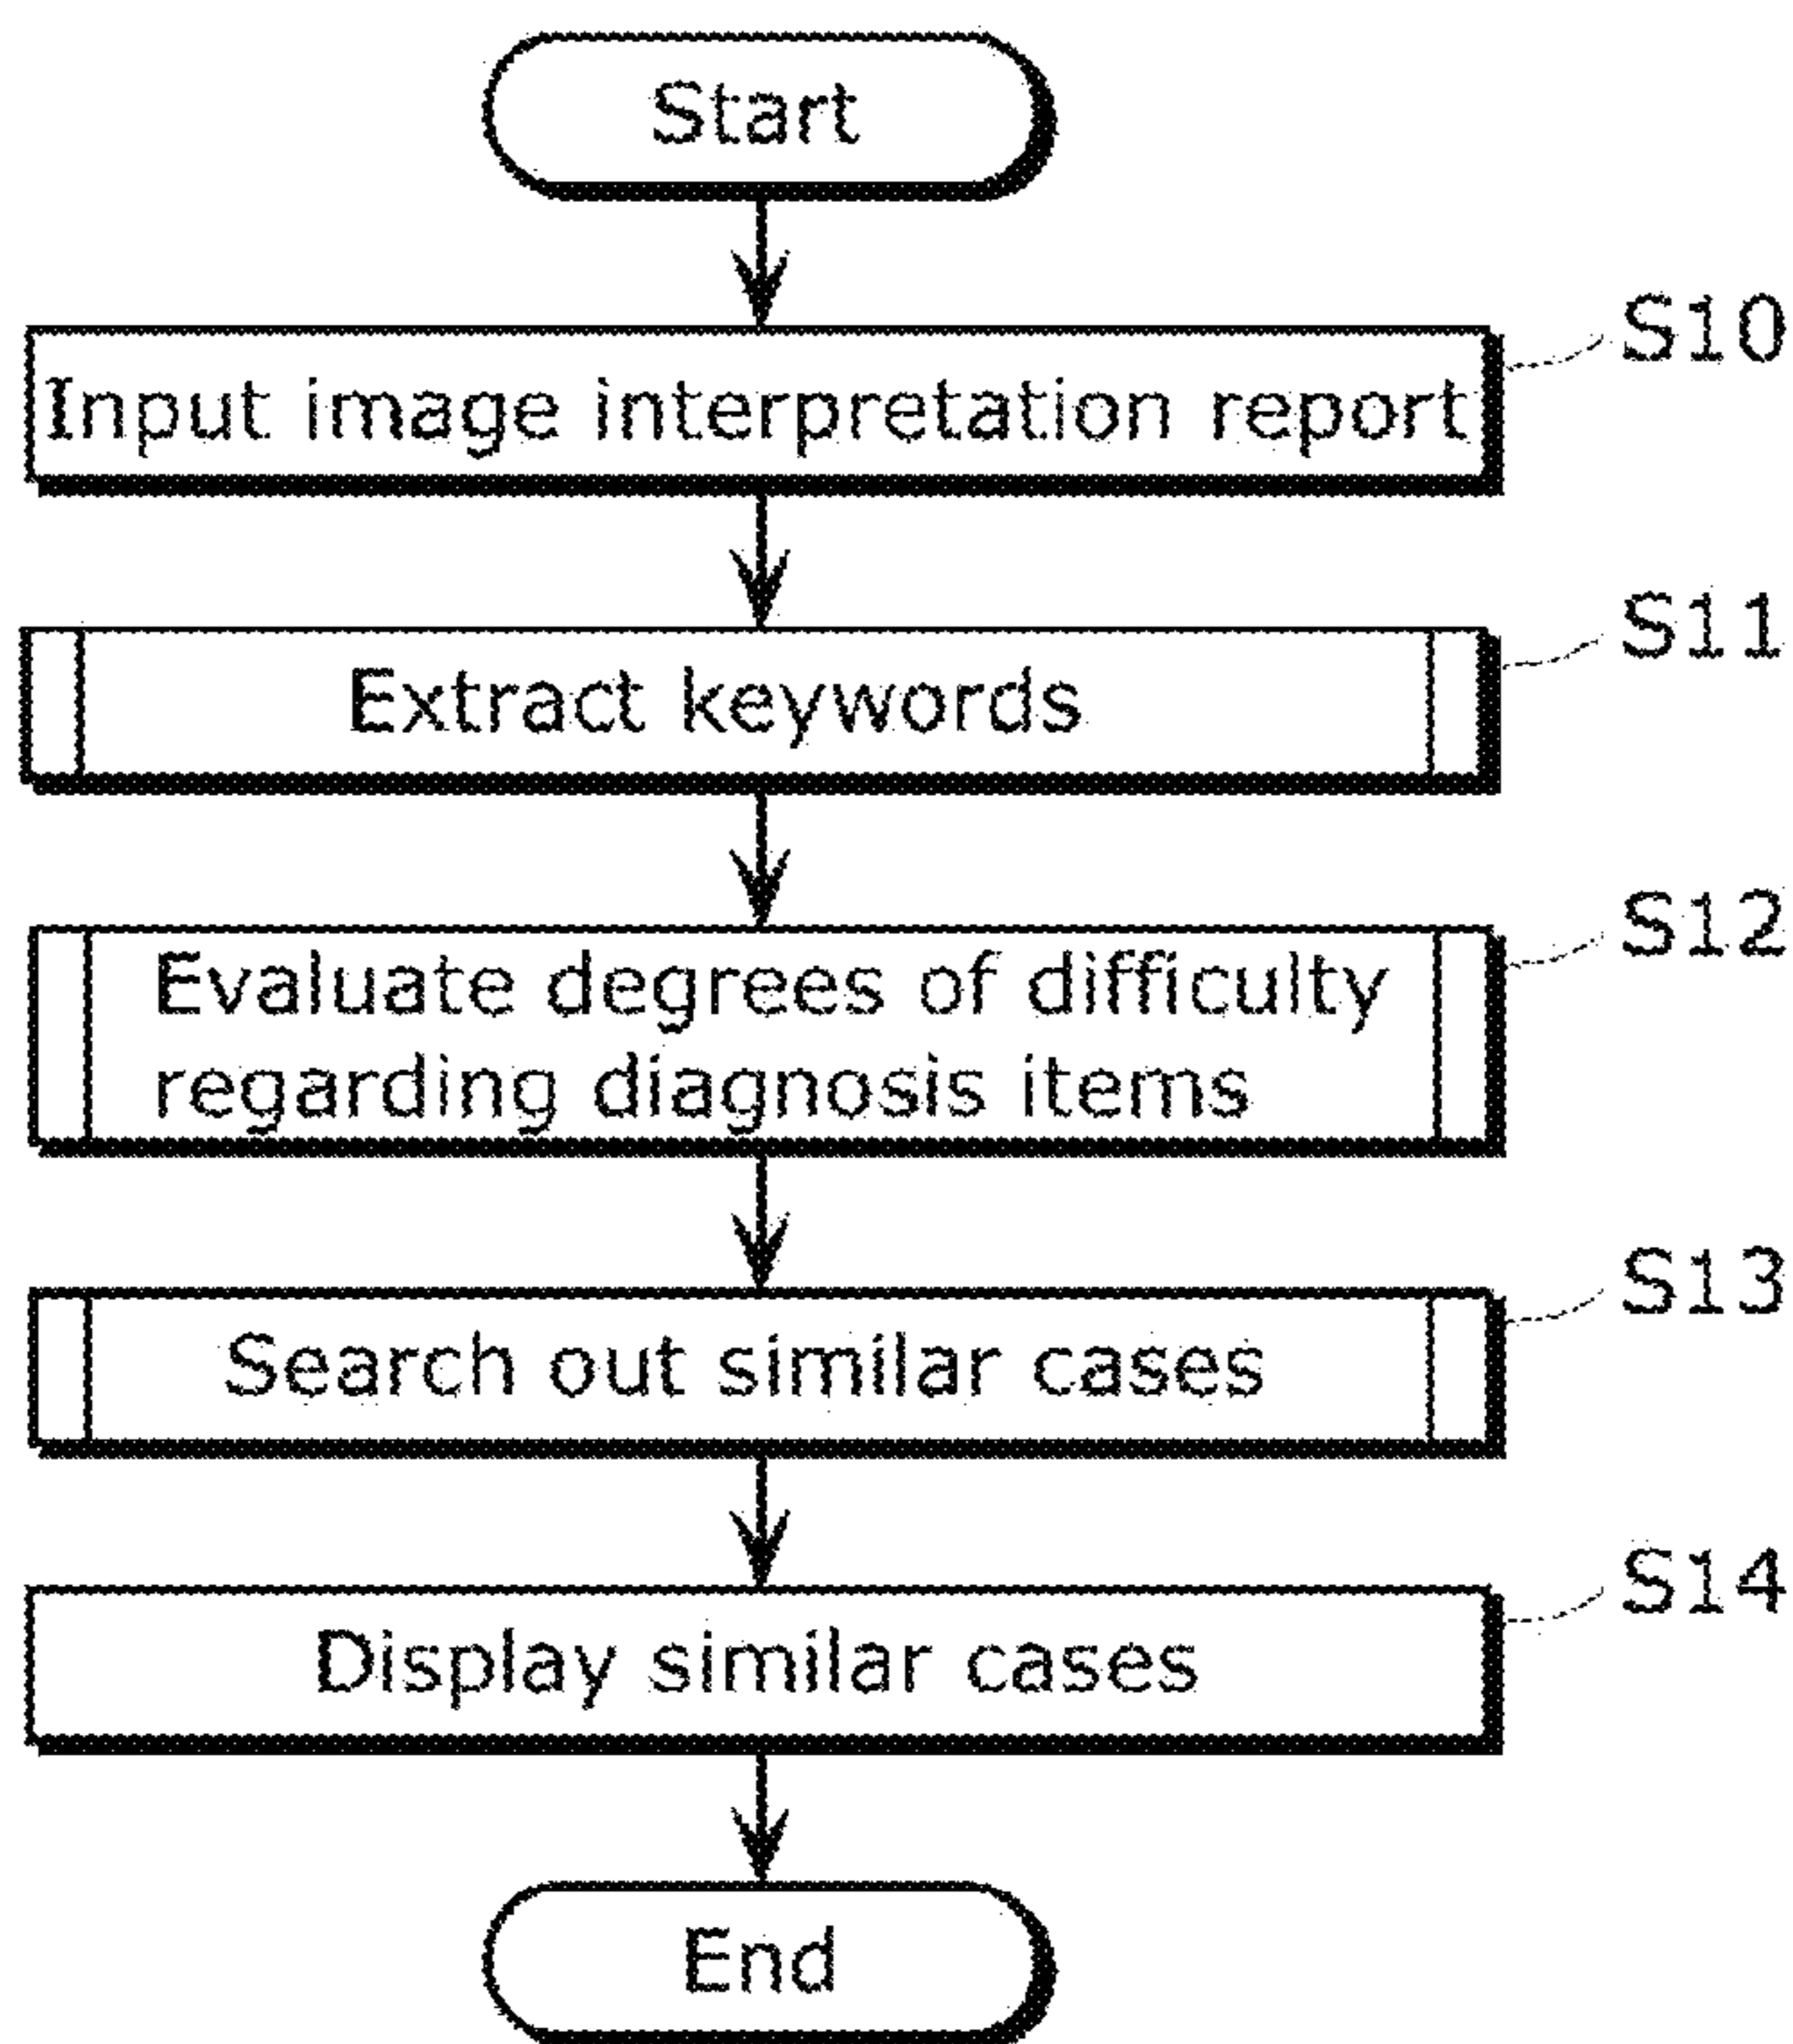 Start
S10
Input image interpretation report
S11
Extract keywords
S12
Evaluate degrees of difficulty
regarding diagnosis items
S13
Search out similar cases
S14
Display similar cases
End